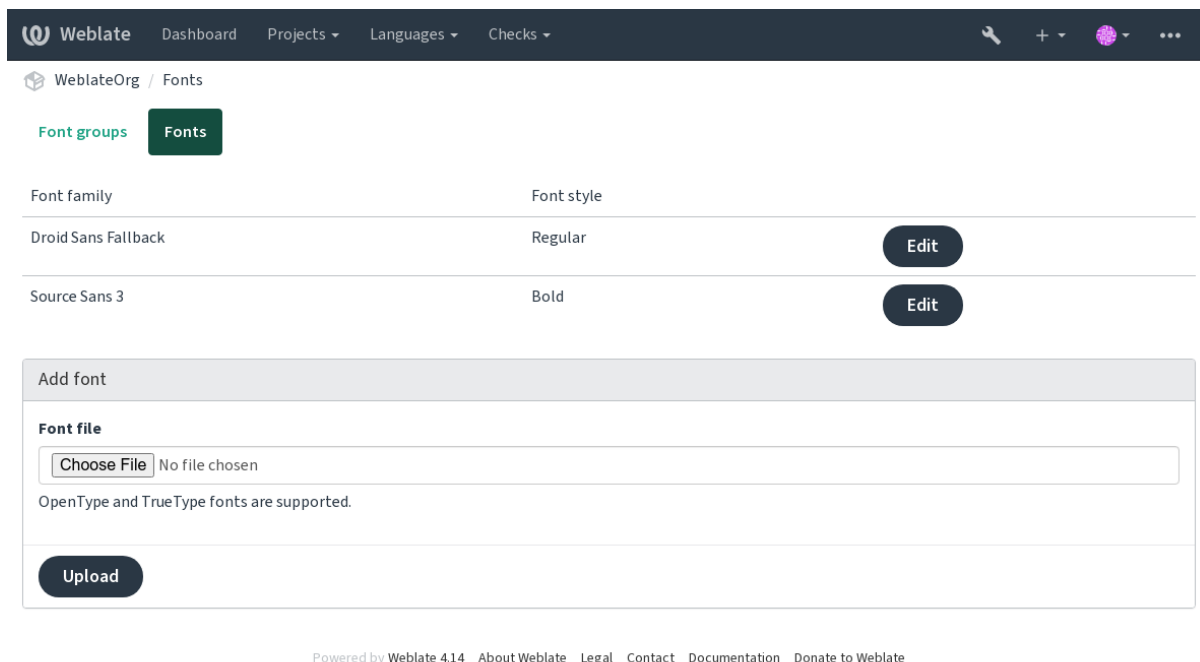 Weblate Dashboard Projects Languages Checks + •••
WeblateOrg / Fonts
Font groups Fonts
Font family Font style
Droid Sans Fallback Regular Edit
Source Sans 3 Bold Edit
Add font
Font file
Choose File No file chosen
OpenType and TrueType fonts are supported.
Upload
Powered by Weblate 4.14 About Weblate Legal Contact Documentation Donate to Weblate